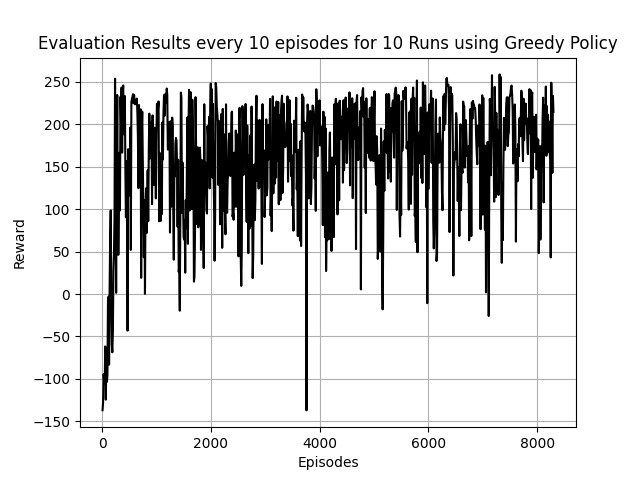 Evaluation Results every 10 episodes for 10 Runs using Greedy Policy
250
200
150
100
50
0
−50
−100
−150
Reward
0 2000 4000 6000 8000
Episodes